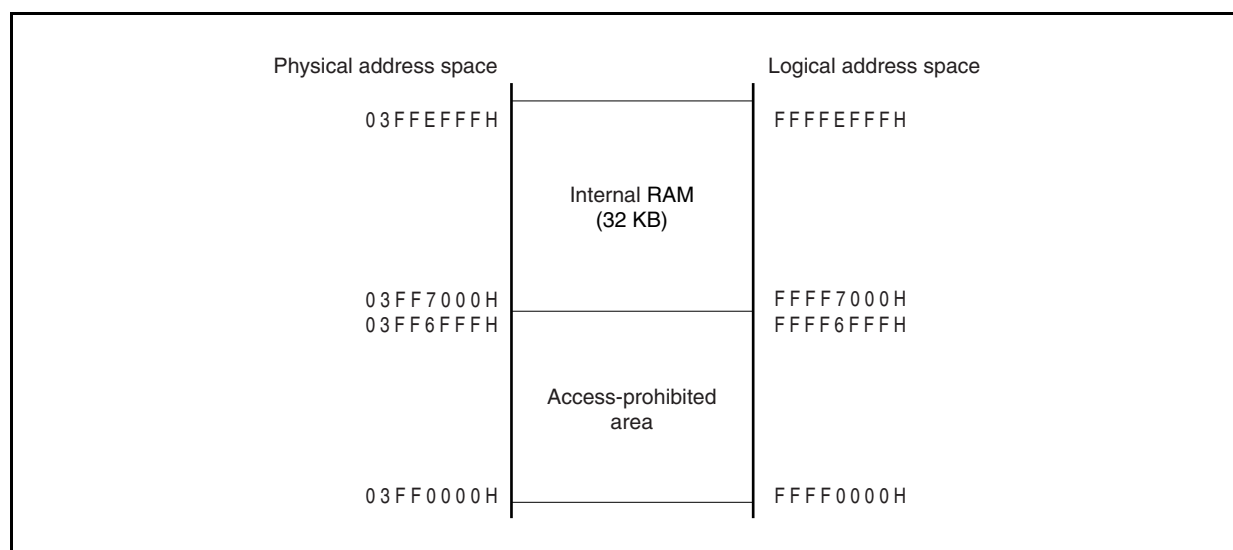 Physical address space
Logical address space
03FFEFFFH
FFFFEFFFH
Internal RAM
(32 KB)
03FF7000H
FFFF7000H
03FF6FFFH
FFFF6FFFH
Access-prohibited
area
03FF0000H
FFFF0000H